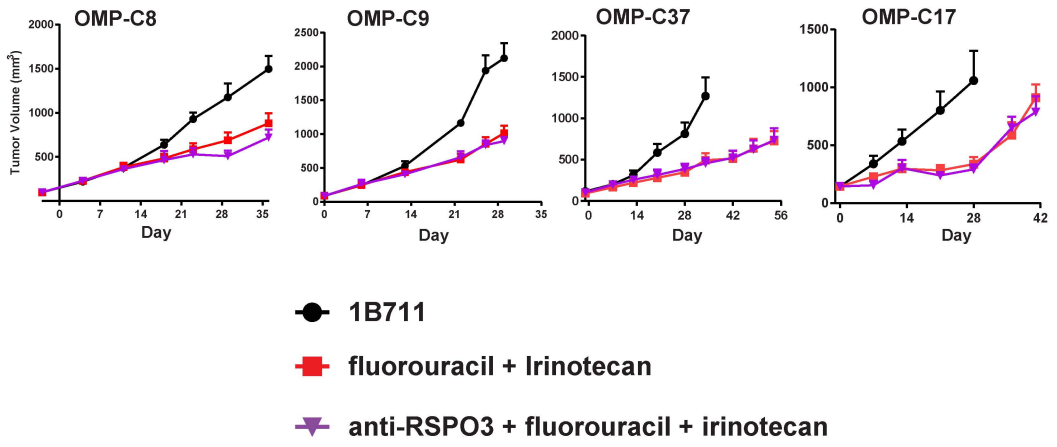 OMP-C8
OMP-C9
OMP-C37
OMP-C17
Tumor Volume (mm³)
2000
1500
1000
500
0 7 14 21 28 35
Day
2500
2000
1500
1000
500
0
0 7 14 21 28 35
Day
2000
1500
1000
500
0
0 14 28 42 56
Day
1500
1000
500
0
0 14 28 42
Day
1B711
fluorouracil + Irinotecan
anti-RSPO3 + fluorouracil + irinotecan